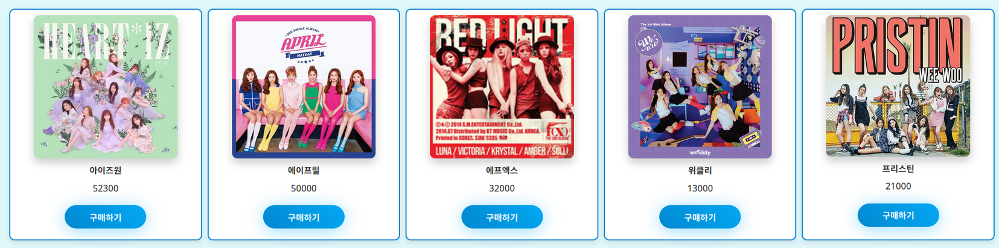 HEART*IZ
IZ*ONE
아이즈원
52300
구매하기
·2ND SINGLE ALBUM·
APRIL
MAYDAY
에이프릴
50000
구매하기
RED LIGHT
Ⓟ&ⓒ 2014 S.M.ENTERTAINMENT Co.,Ltd.
2014.07 Distributed by KT MUSIC Co.,Ltd. KOREA.
Printed in KOREA. SMK 0395
f(x)
THE 3RD ALBUM
LUNA / VICTORIA / KRYSTAL / AMBER / SULLI
에프엑스
32000
구매하기
The 1st Mini Album
We
are
weeekly
위클리
13000
구매하기
PRISTIN
WEE WOO
프리스틴
21000
구매하기